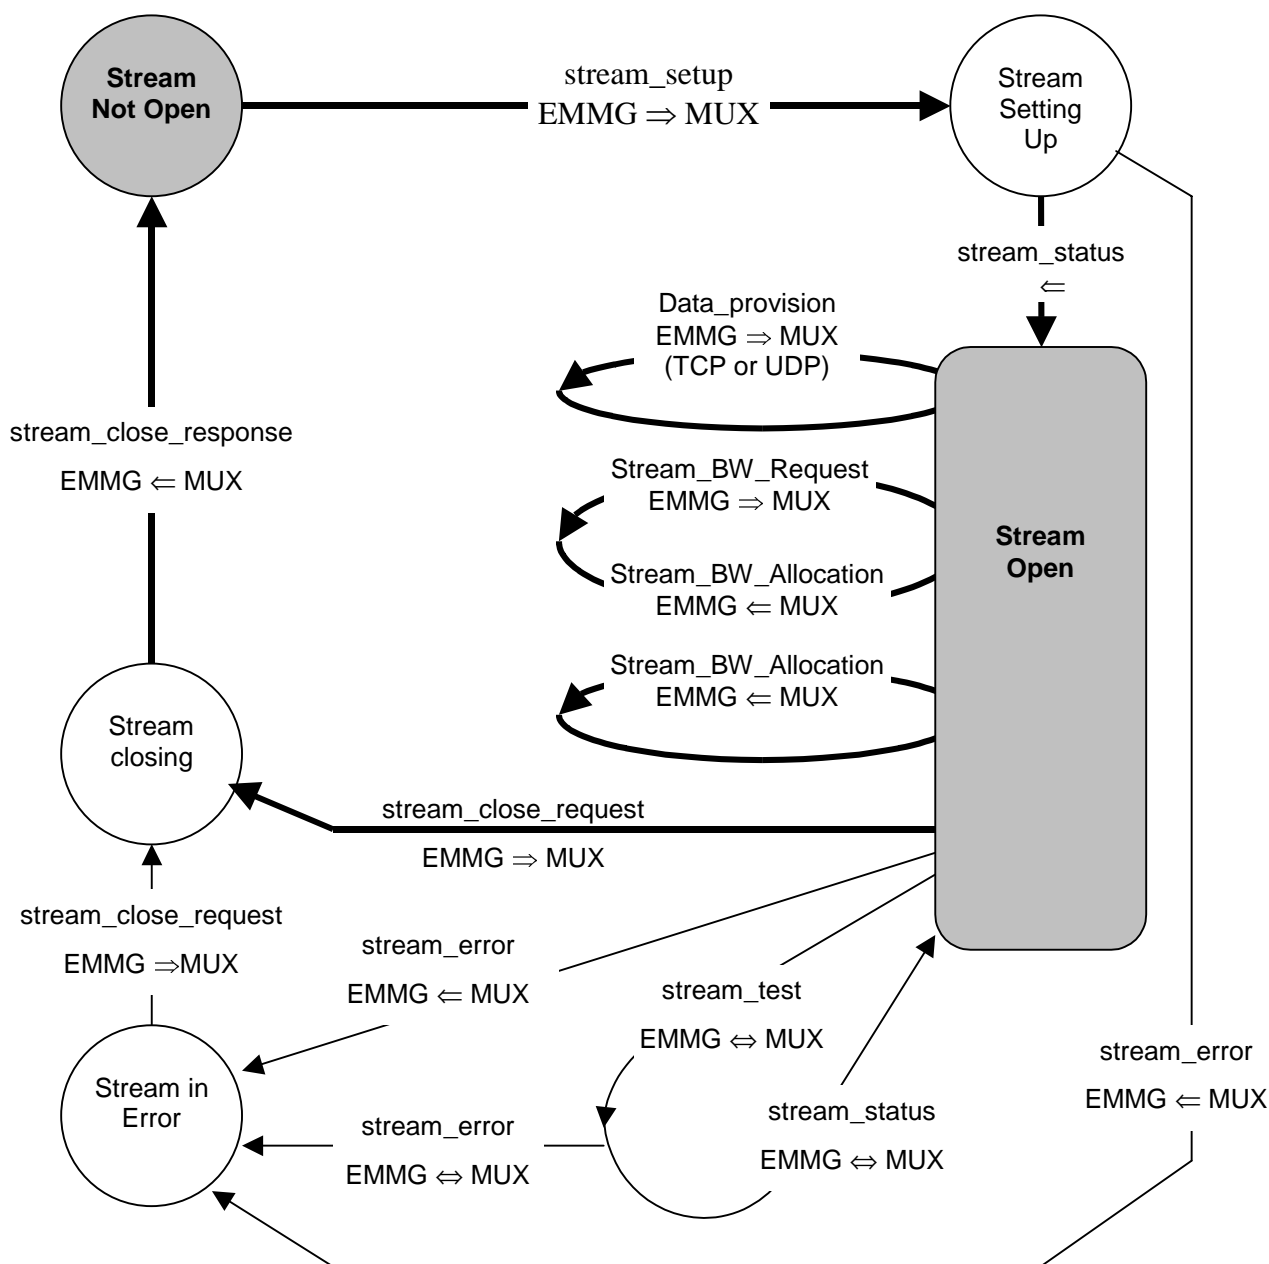 Stream
Not Open
stream_setup
EMMG ⇒ MUX
Stream
Setting
Up
stream_status
⇐
Data_provision
EMMG ⇒ MUX
(TCP or UDP)
stream_close_response
EMMG ⇐ MUX
Stream_BW_Request
EMMG ⇒ MUX
Stream
Open
Stream_BW_Allocation
EMMG ⇐ MUX
Stream_BW_Allocation
EMMG ⇐ MUX
Stream
closing
stream_close_request
EMMG ⇒ MUX
stream_close_request
EMMG ⇒MUX
stream_error
EMMG ⇐ MUX
stream_test
EMMG ⇔ MUX
stream_error
EMMG ⇐ MUX
Stream in
Error
stream_error
EMMG ⇔ MUX
stream_status
EMMG ⇔ MUX